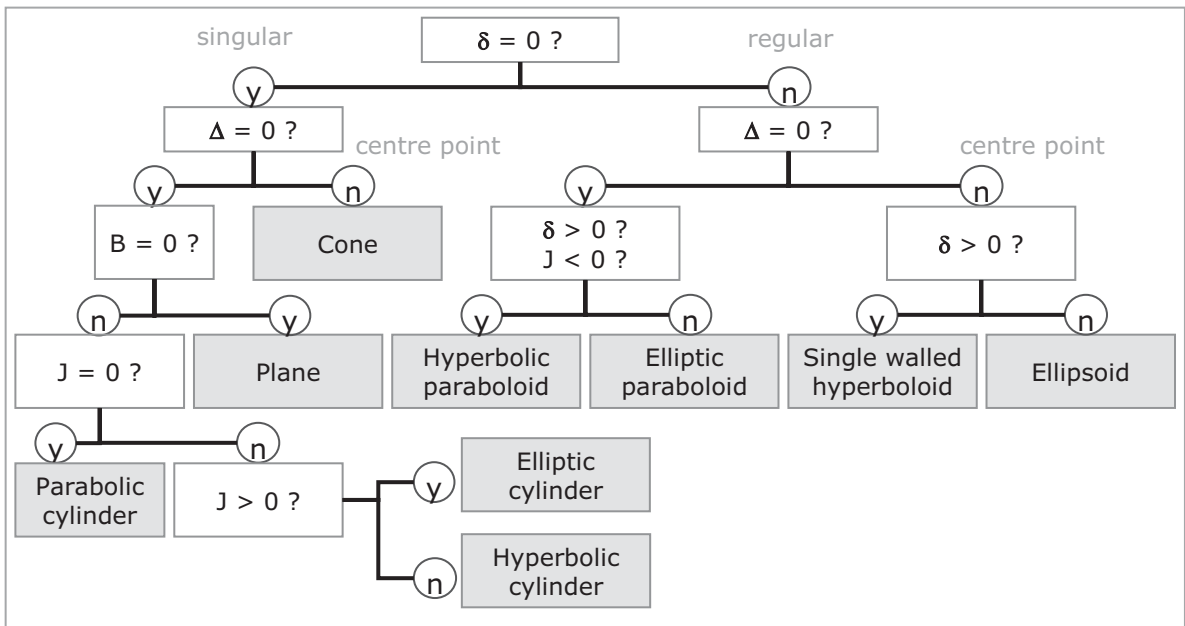 singular
δ = 0 ?
regular
y
n
Δ = 0 ?
centre point
Δ = 0 ?
centre point
y
n
y
n
B = 0 ?
Cone
δ > 0 ?
J < 0 ?
δ > 0 ?
n
y
y
n
y
n
J = 0 ?
Plane
Hyperbolic
paraboloid
Elliptic
paraboloid
Single walled
hyperboloid
Ellipsoid
y
n
Parabolic
cylinder
J > 0 ?
y
Elliptic
cylinder
n
Hyperbolic
cylinder